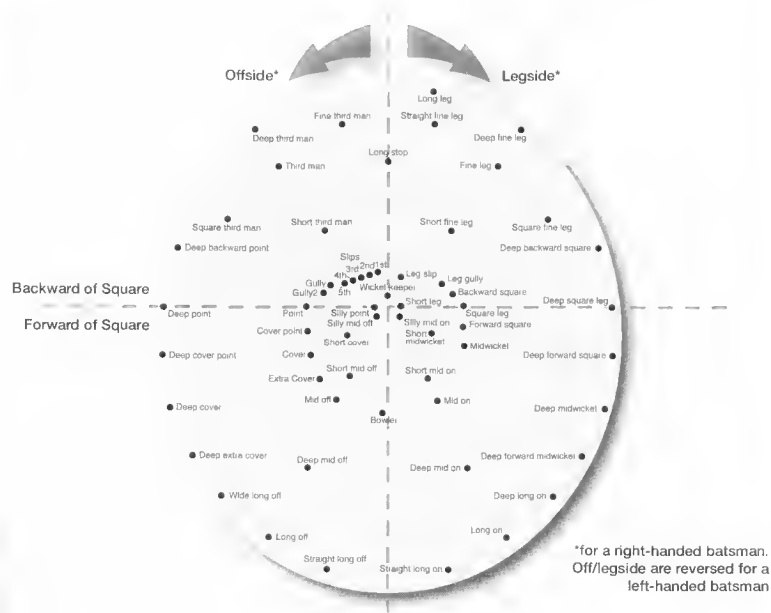 Offside*
Legside*
Long leg
Fine third man
Straight fine leg
Deep third man
Deep fine leg
Long stop
Third man
Fine leg
Square third man
Short third man
Short fine leg
Square fine leg
Deep backward point
Deep backward square
Slips
2nd 1st
3rd
4th
5th
Gully
Gully2
Wicket keeper
Leg slip
Leg gully
Backward square
Backward of Square
Forward of Square
Deep point
Point
Silly point
Short leg
Square leg
Deep square leg
Silly mid off
Silly mid on
Forward square
Cover point
Short cover
Short
midwicket
Midwicket
Deep cover point
Cover
Deep forward square
Extra Cover
Short mid off
Short mid on
Deep cover
Mid off
Mid on
Deep midwicket
Bowler
Deep extra cover
Deep mid off
Deep mid on
Deep forward midwicket
Wide long off
Deep long on
Long off
Long on
Straight long off
Straight long on
*for a right-handed batsman.
Off/legside are reversed for a
left-handed batsman